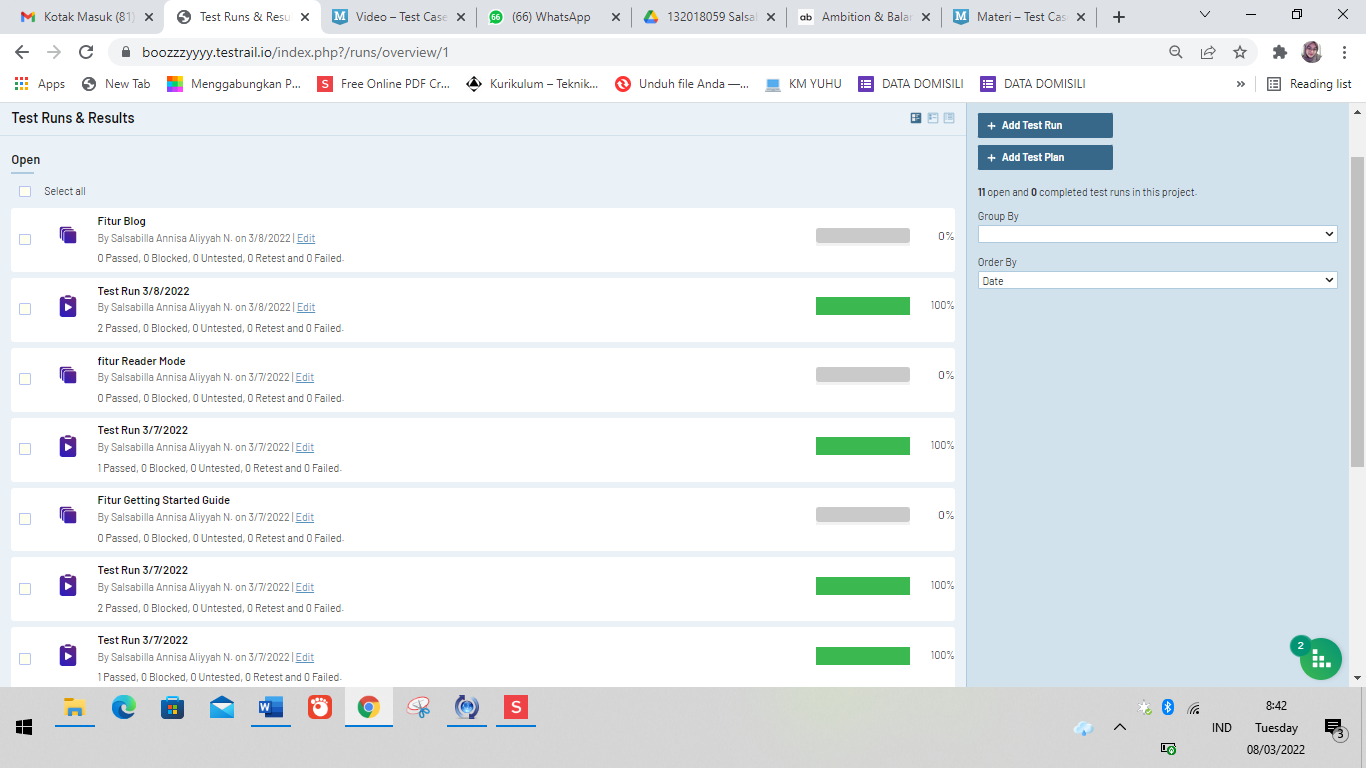 Kotak Masuk (81)
Test Runs & Resu
Video – Test Case
(66) WhatsApp
132018059 Salsa
Ambition & Bala
Materi – Test Cas
boozzzyyyy.testrail.io/index.php?/runs/overview/1
Apps
New Tab
Menggabungkan P...
Free Online PDF Cr...
Kurikulum – Teknik...
Unduh file Anda —...
KM YUHU
DATA DOMISILI
DATA DOMISILI
»
Reading list
Test Runs & Results
Open
Select all
Fitur Blog
By Salsabilla Annisa Aliyyah N. on 3/8/2022 | Edit
0 Passed, 0 Blocked, 0 Untested, 0 Retest and 0 Failed.
0%
Test Run 3/8/2022
By Salsabilla Annisa Aliyyah N. on 3/8/2022 | Edit
2 Passed, 0 Blocked, 0 Untested, 0 Retest and 0 Failed.
100%
fitur Reader Mode
By Salsabilla Annisa Aliyyah N. on 3/7/2022 | Edit
0 Passed, 0 Blocked, 0 Untested, 0 Retest and 0 Failed.
0%
Test Run 3/7/2022
By Salsabilla Annisa Aliyyah N. on 3/7/2022 | Edit
1 Passed, 0 Blocked, 0 Untested, 0 Retest and 0 Failed.
100%
Fitur Getting Started Guide
By Salsabilla Annisa Aliyyah N. on 3/7/2022 | Edit
0 Passed, 0 Blocked, 0 Untested, 0 Retest and 0 Failed.
0%
Test Run 3/7/2022
By Salsabilla Annisa Aliyyah N. on 3/7/2022 | Edit
2 Passed, 0 Blocked, 0 Untested, 0 Retest and 0 Failed.
100%
Test Run 3/7/2022
By Salsabilla Annisa Aliyyah N. on 3/7/2022 | Edit
1 Passed, 0 Blocked, 0 Untested, 0 Retest and 0 Failed.
100%
+ Add Test Run
+ Add Test Plan
11 open and 0 completed test runs in this project.
Group By
Order By
Date
2
IND
8:42
Tuesday
08/03/2022
3